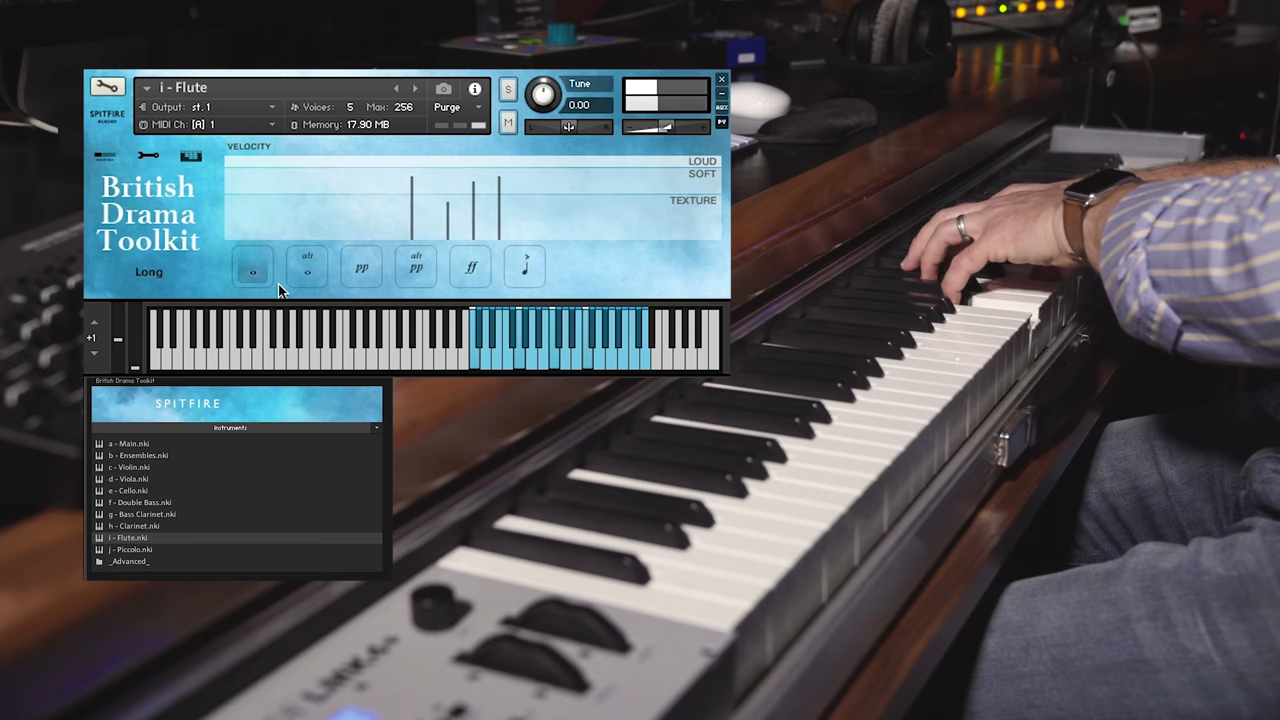 i - Flute
Output: st. 1
Voices: 5 Max: 256
Purge
MIDI Ch: [A] 1
Memory: 17.90 MB
S
M
Tune
0.00
L
R
AUX
PV
SPITFIRE
AUDIO
VELOCITY
LOUD
SOFT
TEXTURE
British
Drama
Toolkit
Long
alt
pp
alt
pp
ff
+1
British Drama Toolkit
SPITFIRE
Instruments
a - Main.nki
b - Ensembles.nki
c - Violin.nki
d - Viola.nki
e - Cello.nki
f - Double Bass.nki
g - Bass Clarinet.nki
h - Clarinet.nki
i - Flute.nki
j - Piccolo.nki
_Advanced_